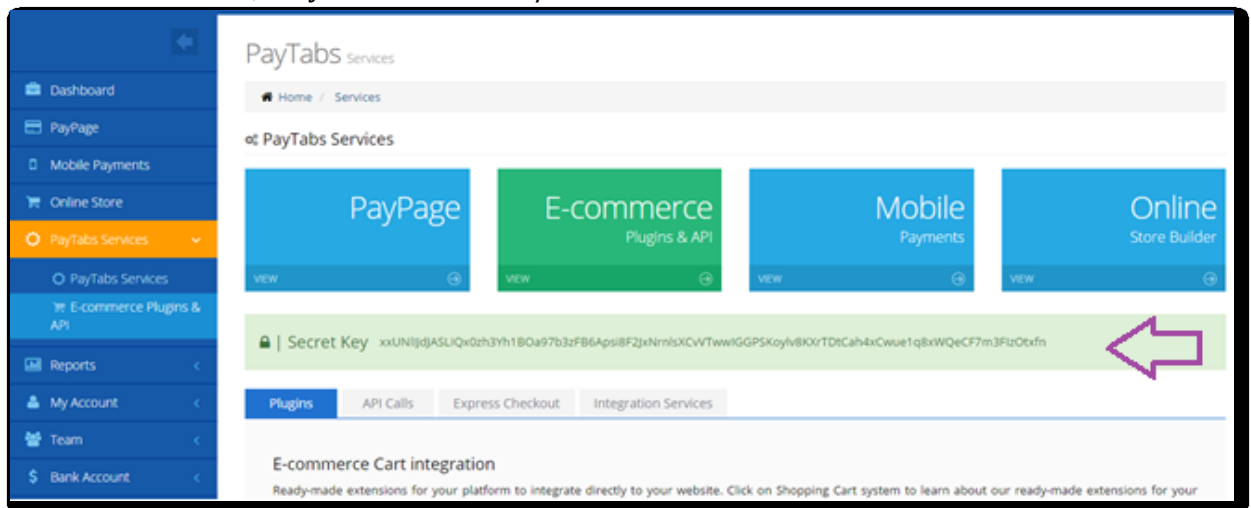 PayTabs Services
Home / Services
PayTabs Services
Dashboard
PayPage
Mobile Payments
Online Store
PayTabs Services
PayTabs Services
E-commerce Plugins &
API
Reports
My Account
Team
$ Bank Account
PayPage
VIEW
E-commerce
Plugins & API
VIEW
Mobile
Payments
VIEW
Online
Store Builder
VIEW
| Secret Key
Plugins
API Calls
Express Checkout
Integration Services
E-commerce Cart integration
Ready-made extensions for your platform to integrate directly to your website. Click on Shopping Cart system to learn about our ready-made extensions for your